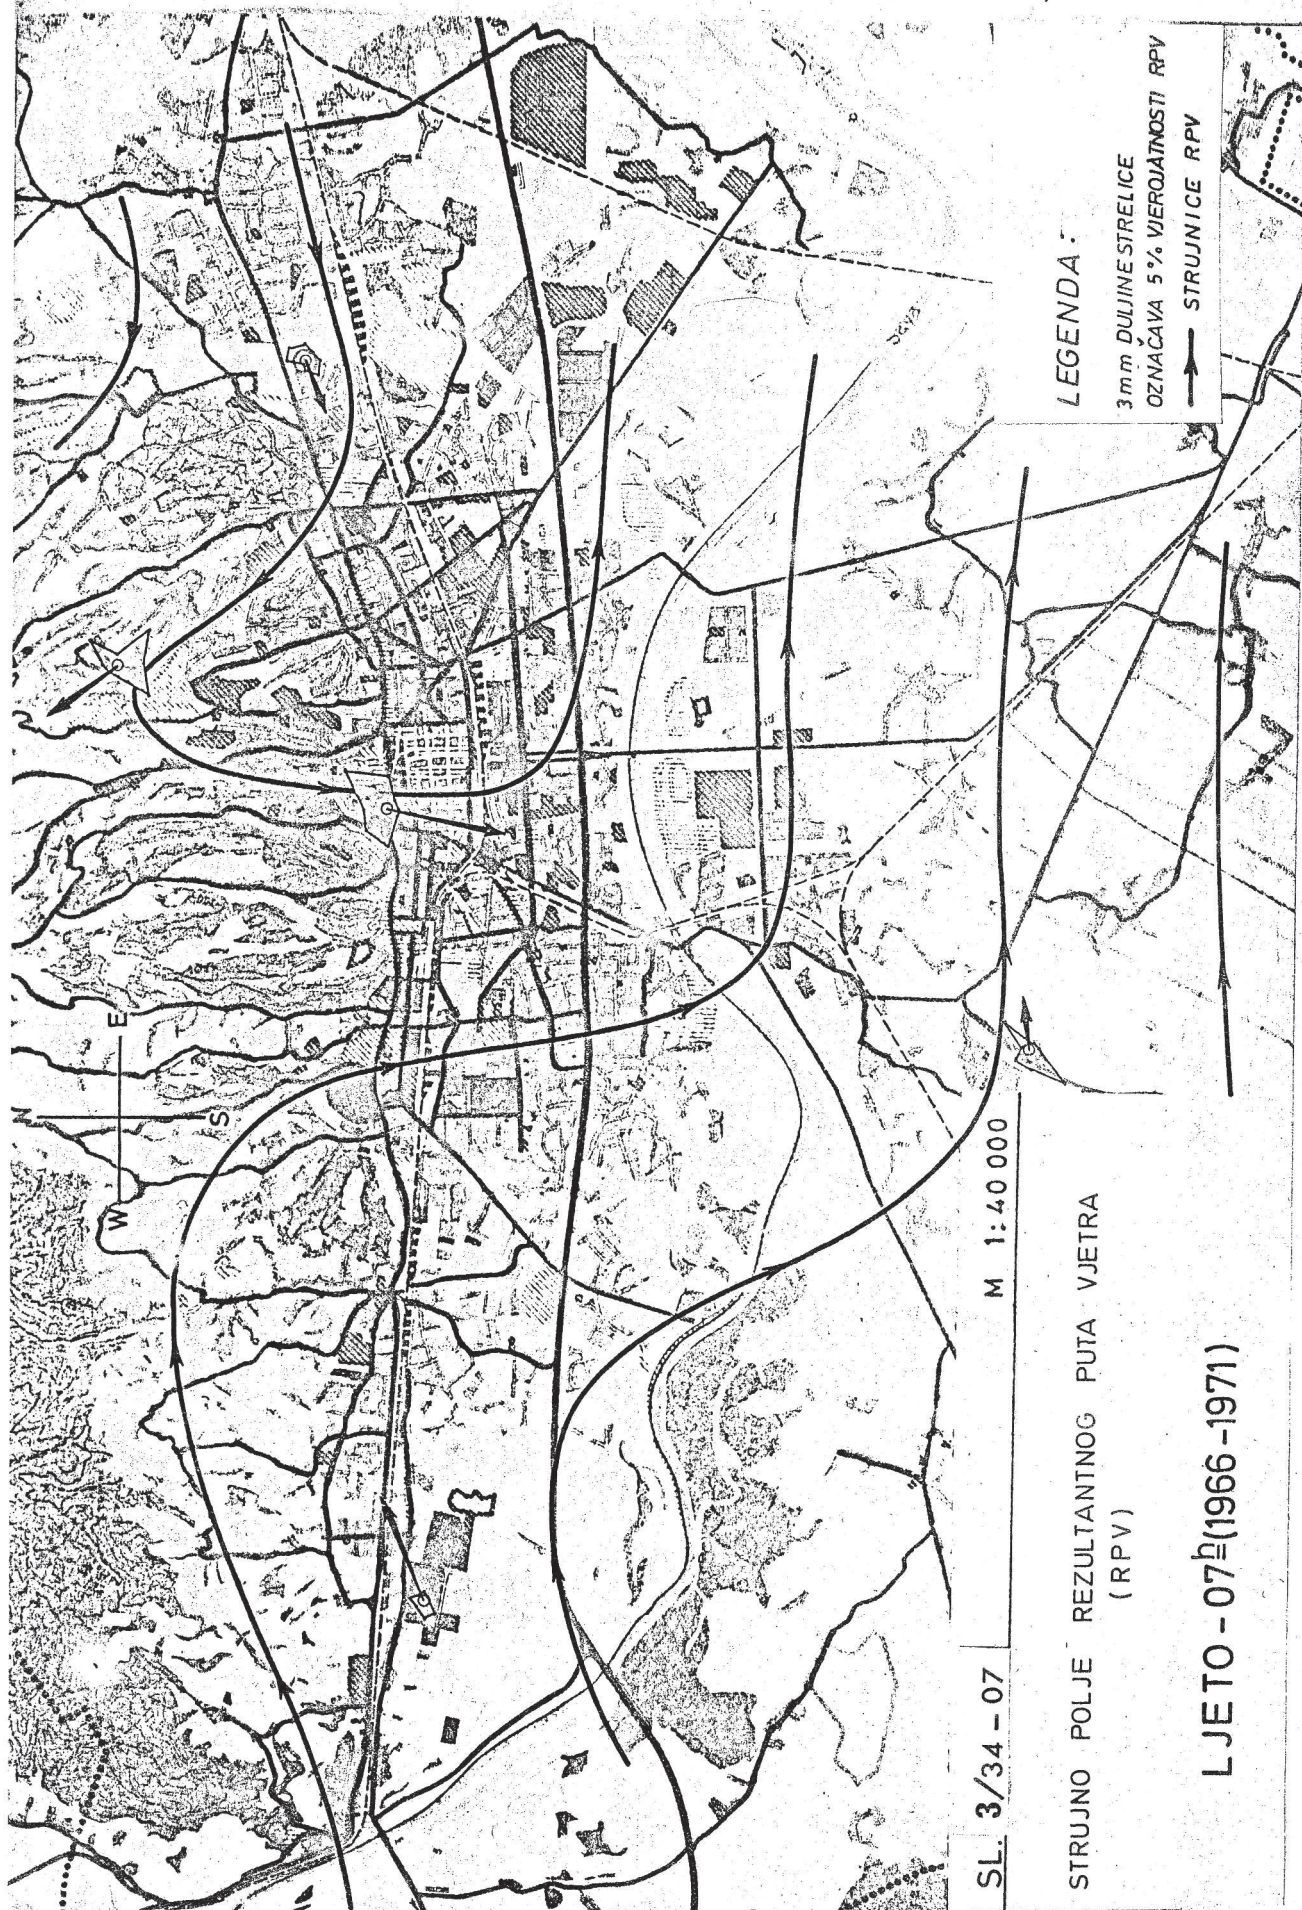 N
W
E
S
LEGENDA:
3mm DULJINE STRELICE
OZNAČAVA 5% VJEROJATNOSTI RPV
STRUJNICE RPV
Sava
M 1:40 000
SL. 3/34-07
STRUJNO POLJE REZULTANTNOG PUTA VJETRA
(RPV)
LJETO - 07h (1966-1971)